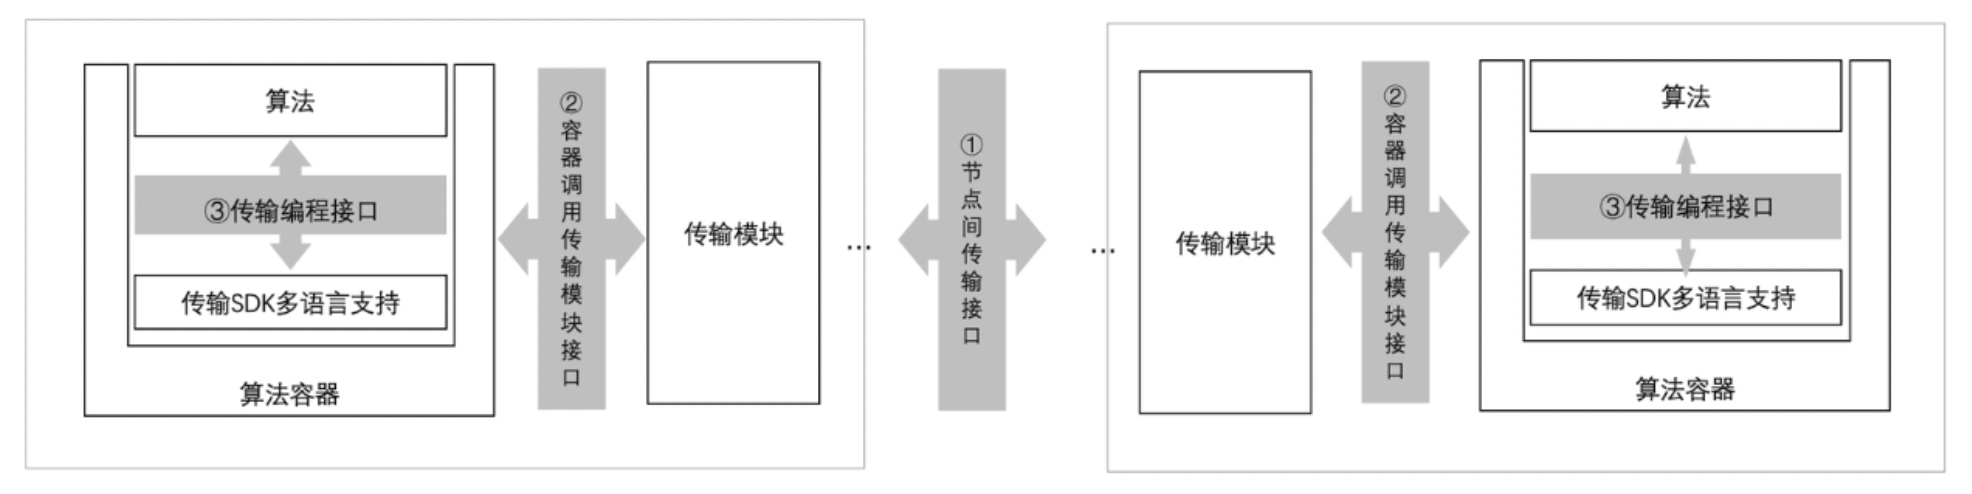 算法
③传输编程接口
传输SDK多语言支持
算法容器
②容器调用传输模块接口
传输模块
...
①节点间传输接口
...
传输模块
②容器调用传输模块接口
算法
③传输编程接口
传输SDK多语言支持
算法容器